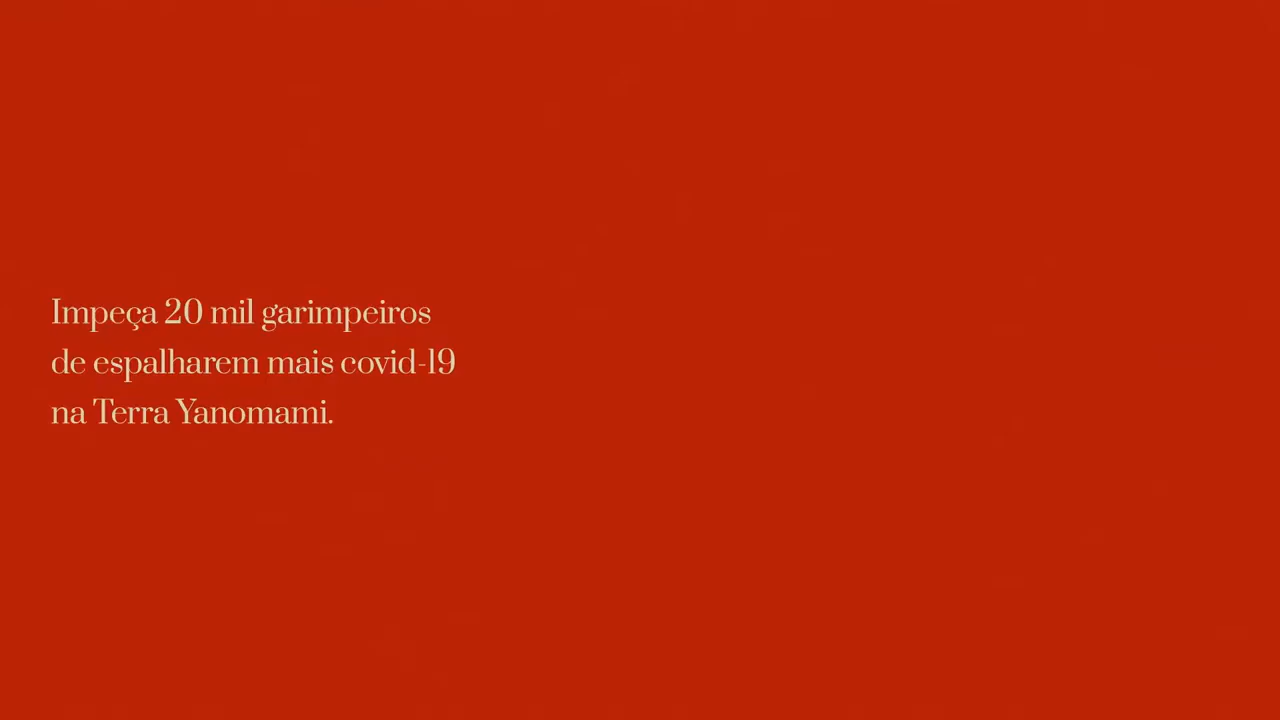 Impeça 20 mil garimpeiros
de espalharem mais covid-19
na Terra Yanomami.